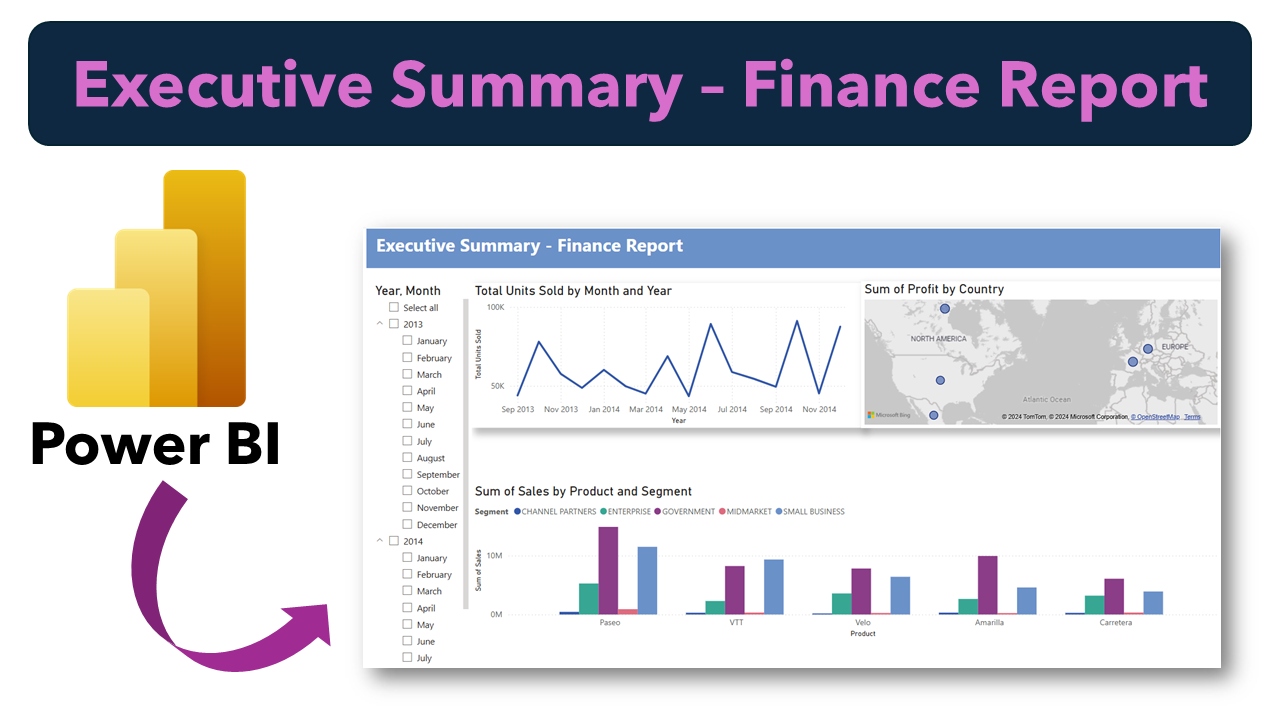 Executive Summary – Finance Report
Power BI
Executive Summary - Finance Report
Year, Month
Select all
2013
January
February
March
April
May
June
July
August
September
October
November
December
2014
January
February
March
April
May
June
July
Total Units Sold by Month and Year
Total Units Sold
100K
50K
Sep 2013 Nov 2013 Jan 2014 Mar 2014 May 2014 Jul 2014 Sep 2014 Nov 2014
Year
Sum of Profit by Country
NORTH AMERICA
EUROPE
Atlantic Ocean
Microsoft Bing
© 2024 TomTom, © 2024 Microsoft Corporation, © OpenStreetMap, Terms
Sum of Sales by Product and Segment
Segment CHANNEL PARTNERS ENTERPRISE GOVERNMENT MIDMARKET SMALL BUSINESS
Sum of Sales
10M
0M
Paseo VTT Velo Amarilla Carretera
Product